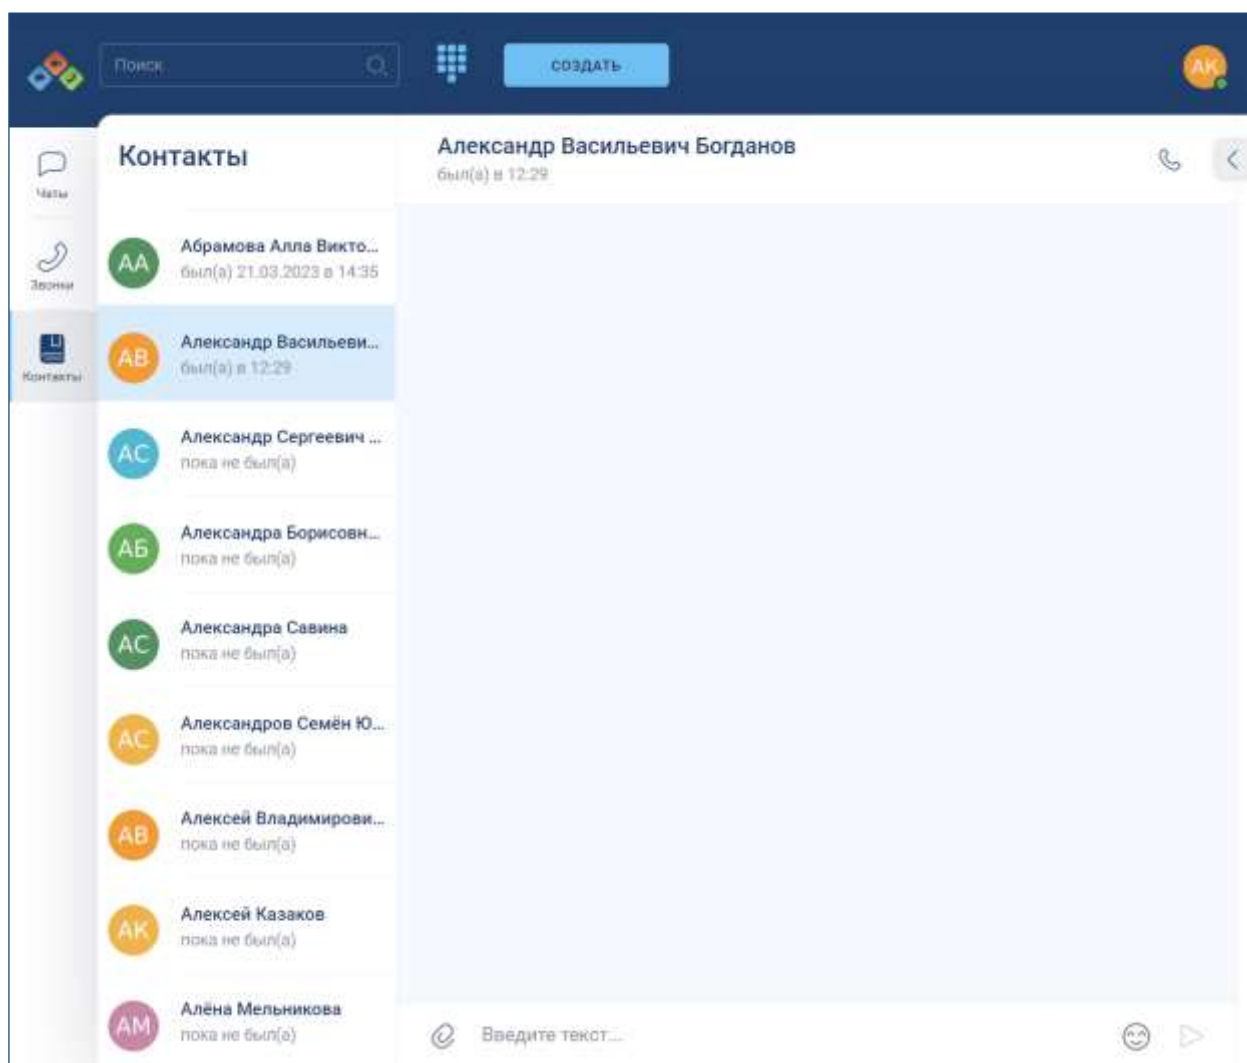 Поиск
СОЗДАТЬ
АК
Чаты
Звонки
Контакты
Контакты
АА
Абрамова Алла Викто...
был(а) 21.03.2023 в 14:35
АВ
Александр Васильеви...
был(а) в 12:29
АС
Александр Сергеевич ...
пока не был(а)
АБ
Александра Борисовн...
пока не был(а)
АС
Александра Савина
пока не был(а)
АС
Александров Семён Ю...
пока не был(а)
АВ
Алексей Владимирови...
пока не был(а)
АК
Алексей Казаков
пока не был(а)
АМ
Алёна Мельникова
пока не был(а)
Александр Васильевич Богданов
был(а) в 12:29
Введите текст...